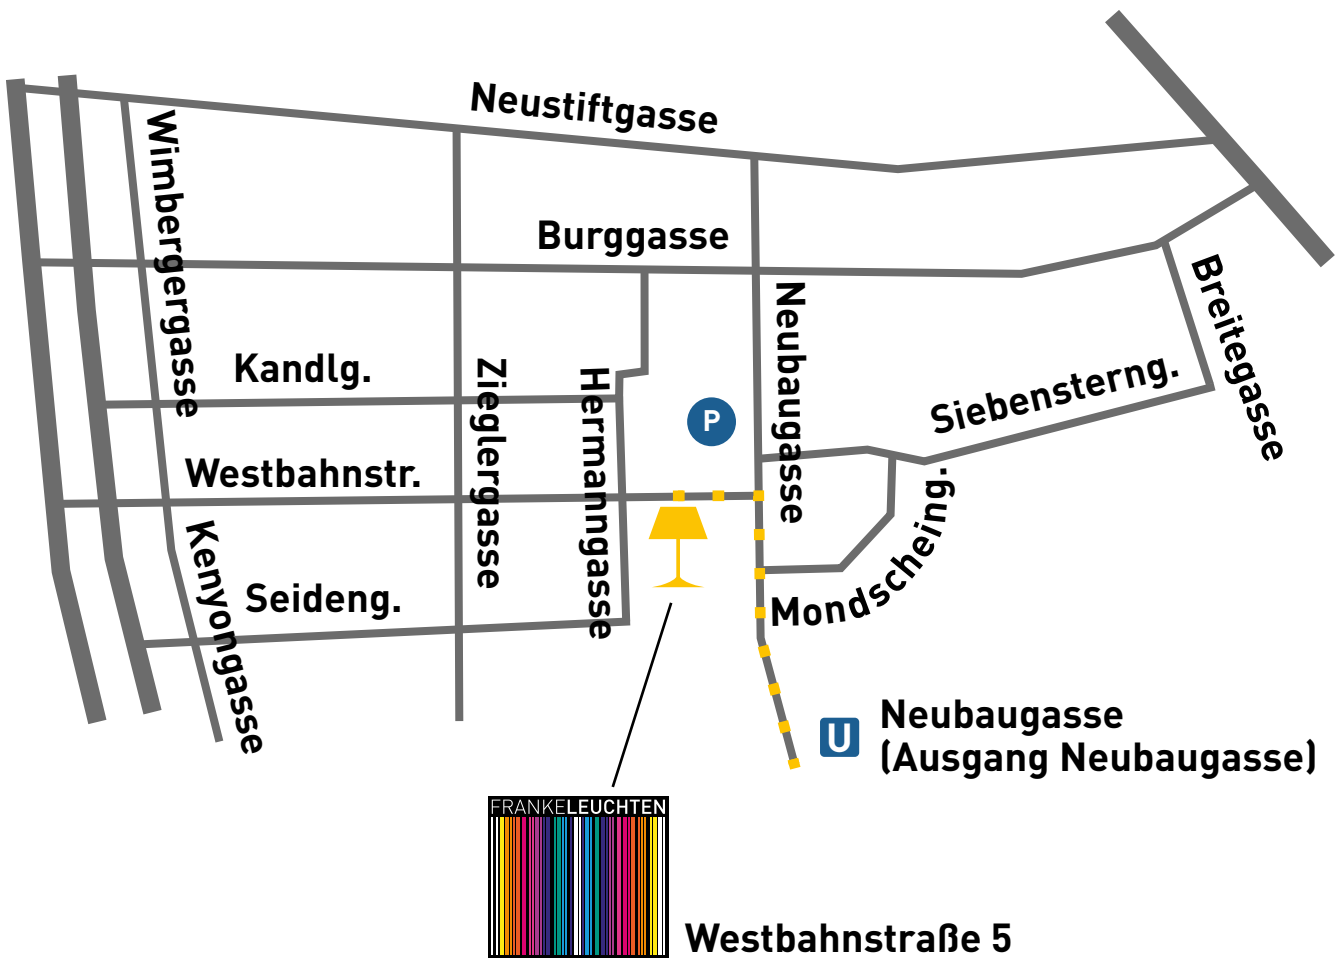 Neustiftgasse
Wimbergergasse
Burggasse
Breitegasse
Neubaugasse
Kandlg.
Zieglergasse
Hermanngasse
Siebensterng.
P
Westbahnstr.
Mondscheing.
Kenyongasse
Seideng.
U
Neubaugasse
(Ausgang Neubaugasse)
FRANKELEUCHTEN
Westbahnstraße 5